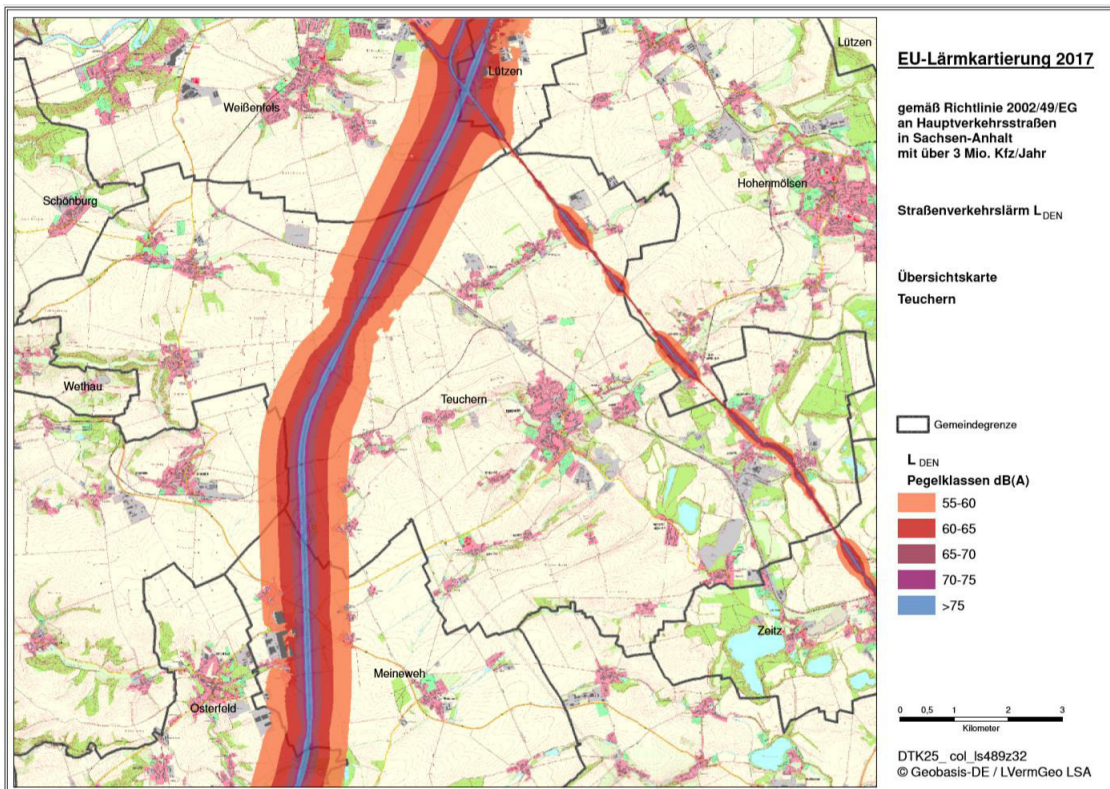 EU-Lärmkartierung 2017
gemäß Richtlinie 2002/49/EG
an Hauptverkehrsstraßen
in Sachsen-Anhalt
mit über 3 Mio. Kfz/Jahr
Straßenverkehrslärm L DEN
Übersichtskarte
Teuchern
Gemeindegrenze
L DEN
Pegelklassen dB(A)
55-60
60-65
65-70
70-75
>75
0 0,5 1 2 3
Kilometer
DTK25_ col_ls489z32
© Geobasis-DE / LVermGeo LSA
Lützen
Lützen
Weißenfels
Hohenmölsen
Schönburg
Wethau
Teuchern
Zeitz
Meineweh
Osterfeld